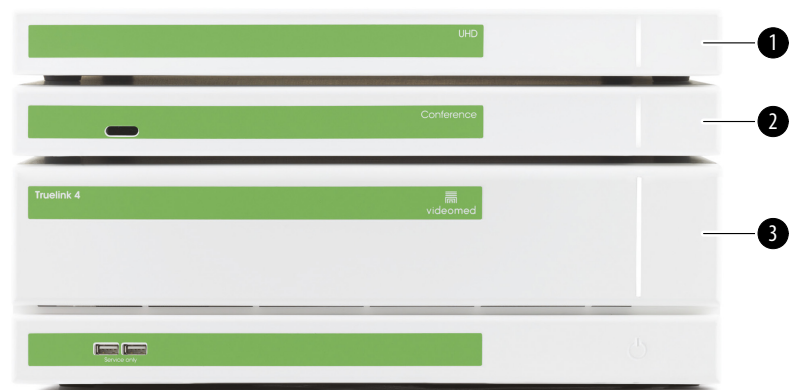 UHD
1
Conference
2
Truelink 4
videomed
3
Service only